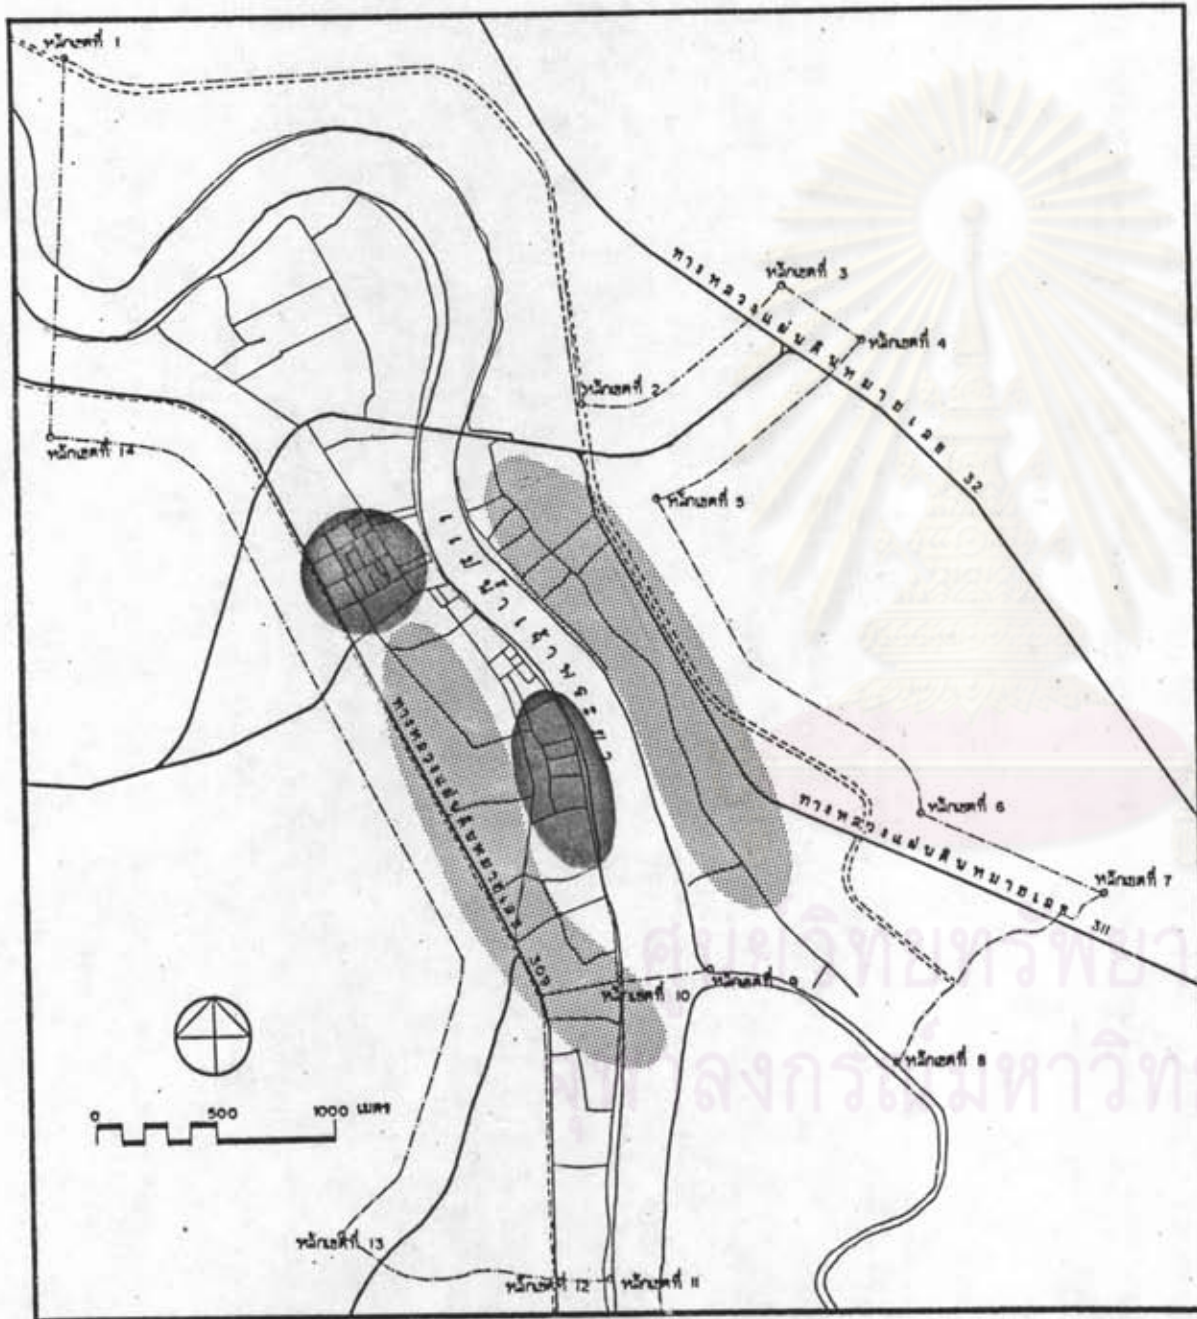 หลักเขตที่ 1
หลักเขตที่ 3
ทางหลวงแผ่นดินหมายเลข 32
หลักเขตที่ 4
หลักเขตที่ 2
หลักเขตที่ 14
หลักเขตที่ 5
แม่น้ำเจ้าพระยา
ทางหลวงแผ่นดินหมายเลข 309
หลักเขตที่ 6
ทางหลวงแผ่นดินหมายเลข 311
หลักเขตที่ 7
หลักเขตที่ 10
หลักเขตที่ 9
หลักเขตที่ 8
0 500 1000 เมตร
หลักเขตที่ 13
หลักเขตที่ 12
หลักเขตที่ 11
ศูนย์วิทยทรัพยา
จุฬาลงกรณ์มหาวิท